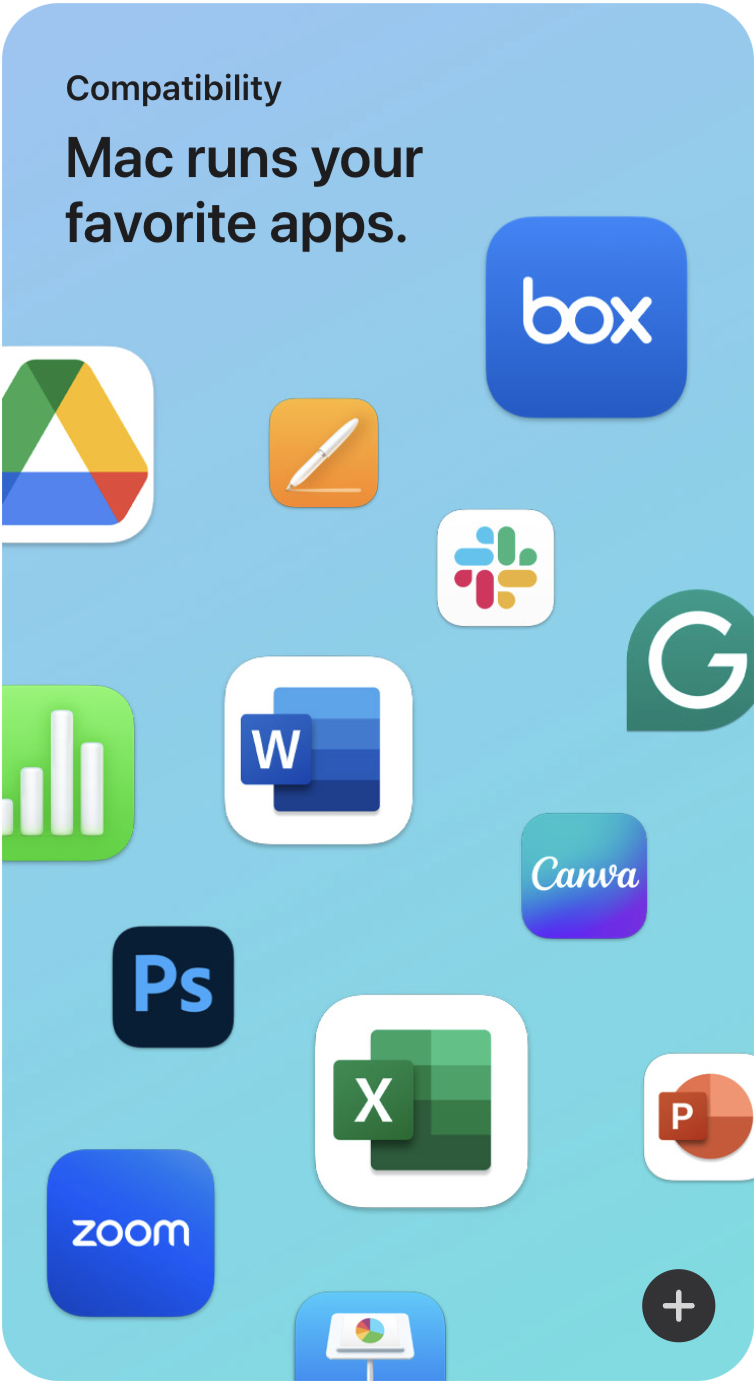 Compatibility
Mac runs your
favorite apps.
box
G
W
Canva
Ps
X
P
zoom